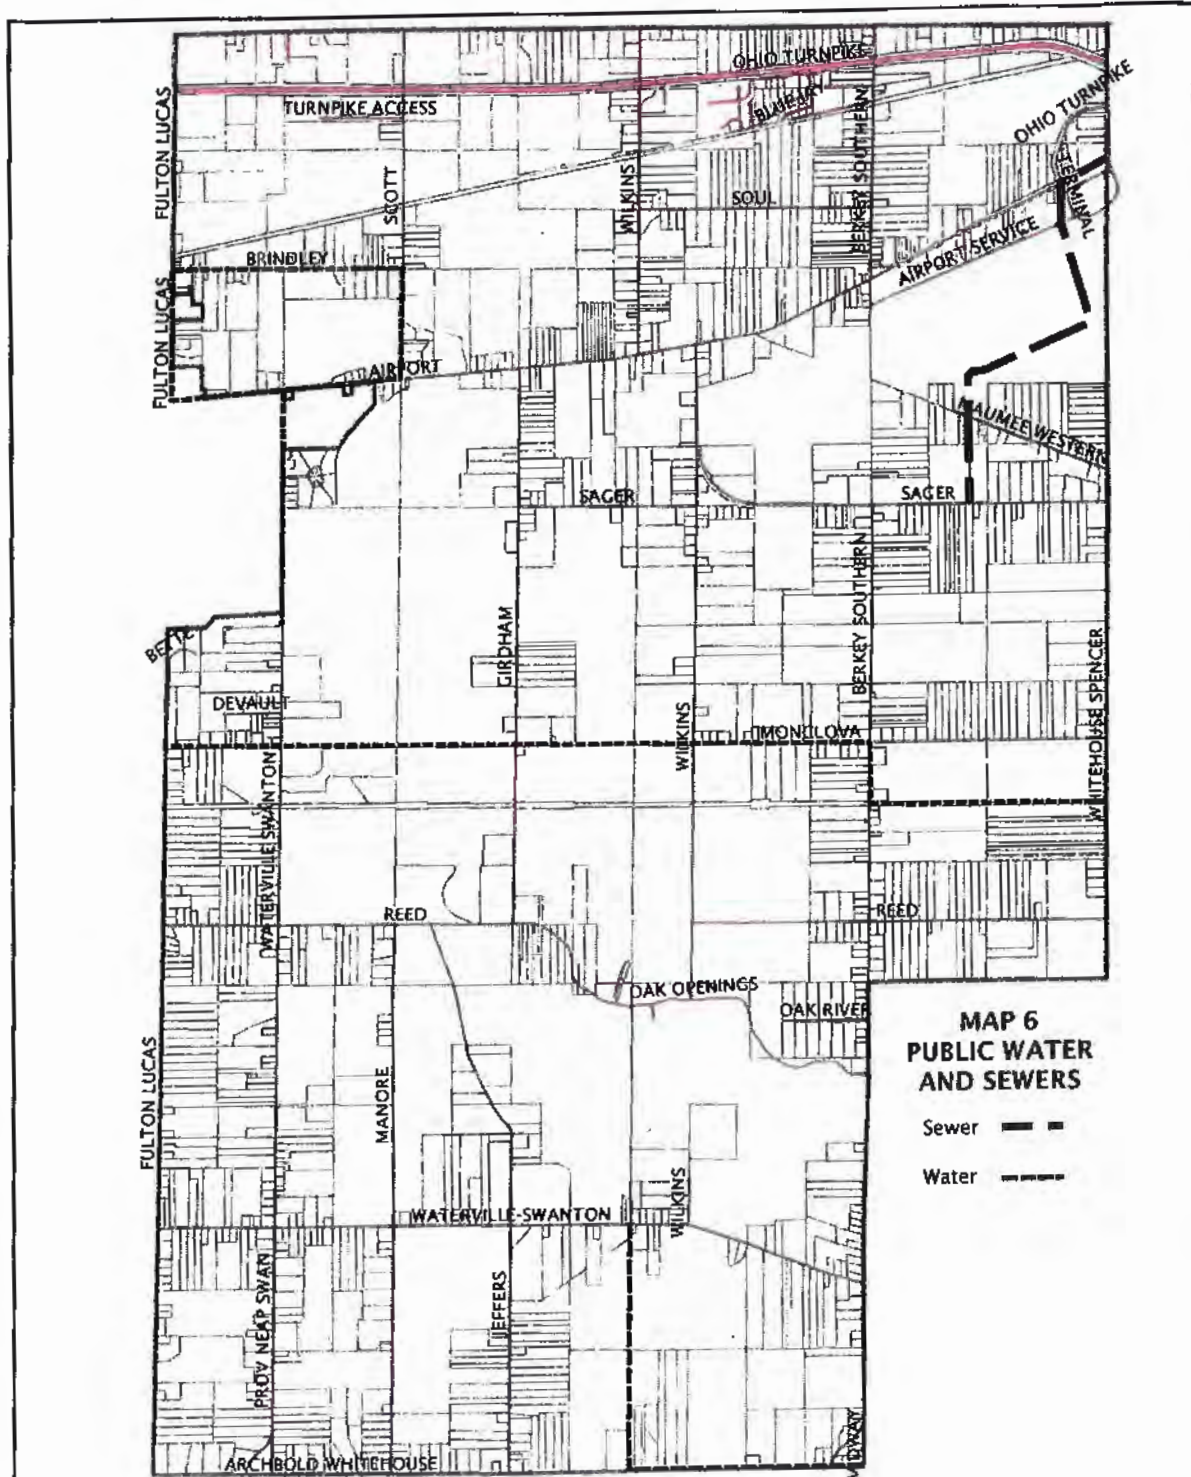 OHIO TURNPIKE
TURNPIKE ACCESS
BLUE JAY
OHIO TURNPIKE
FULTON LUCAS
SCOTT
WILKINS
SOUL
BERKEY SOUTHERN
TERMINAL
BRINDLEY
AIRPORT SERVICE
FULTON LUCAS
AIRPORT
MAUMEE WESTERN
SAGER
SAGER
GIRDHAM
BERKEY SOUTHERN
WHITEHOUSE SPENCER
DEVAULT
WILKINS
MONCLOVA
WATERVILLE SWANTON
REED
REED
OAK OPENINGS
OAK RIVER
MAP 6
PUBLIC WATER
AND SEWERS
Sewer
Water
FULTON LUCAS
MANORE
WILKINS
WATERVILLE-SWANTON
JEFFERS
PROV NEAP SWAN
ARCHBOLD WHITEHOUSE